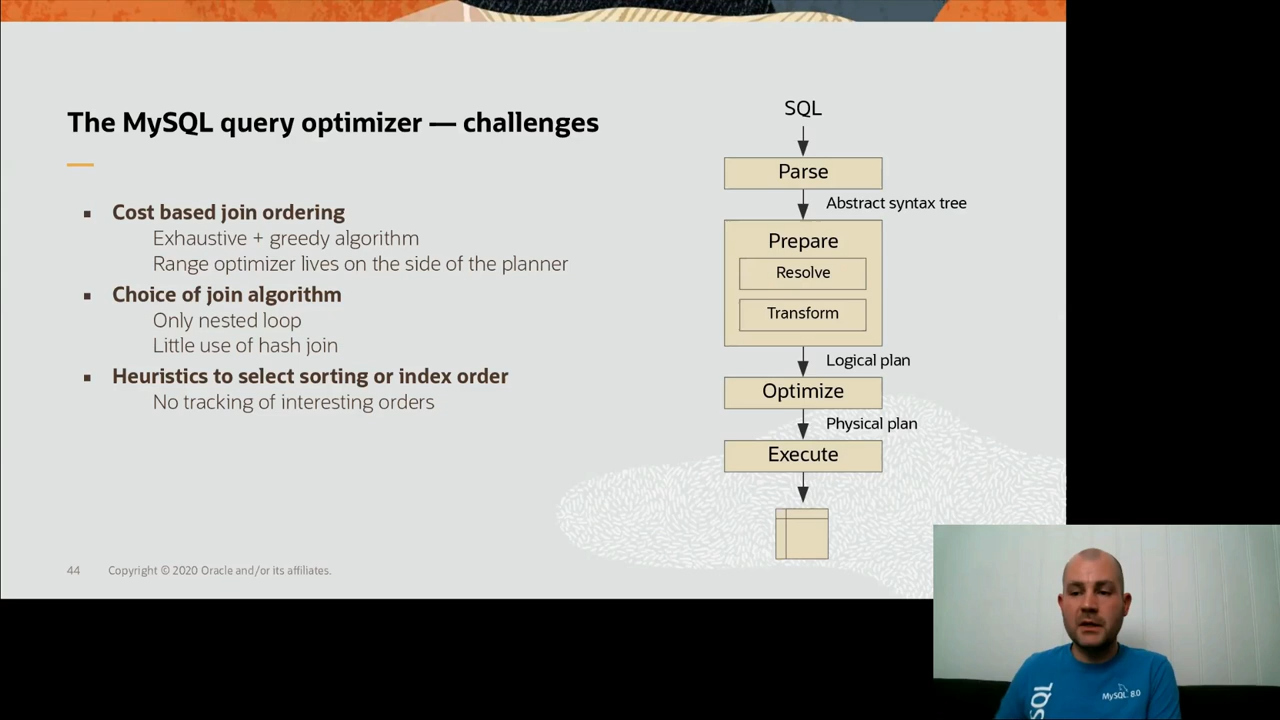 The MySQL query optimizer — challenges
▪ Cost based join ordering
Exhaustive + greedy algorithm
Range optimizer lives on the side of the planner
▪ Choice of join algorithm
Only nested loop
Little use of hash join
▪ Heuristics to select sorting or index order
No tracking of interesting orders
SQL
Parse
Abstract syntax tree
Prepare
Resolve
Transform
Logical plan
Optimize
Physical plan
Execute
44 Copyright © 2020 Oracle and/or its affiliates.
MySQL 8.0
SQL